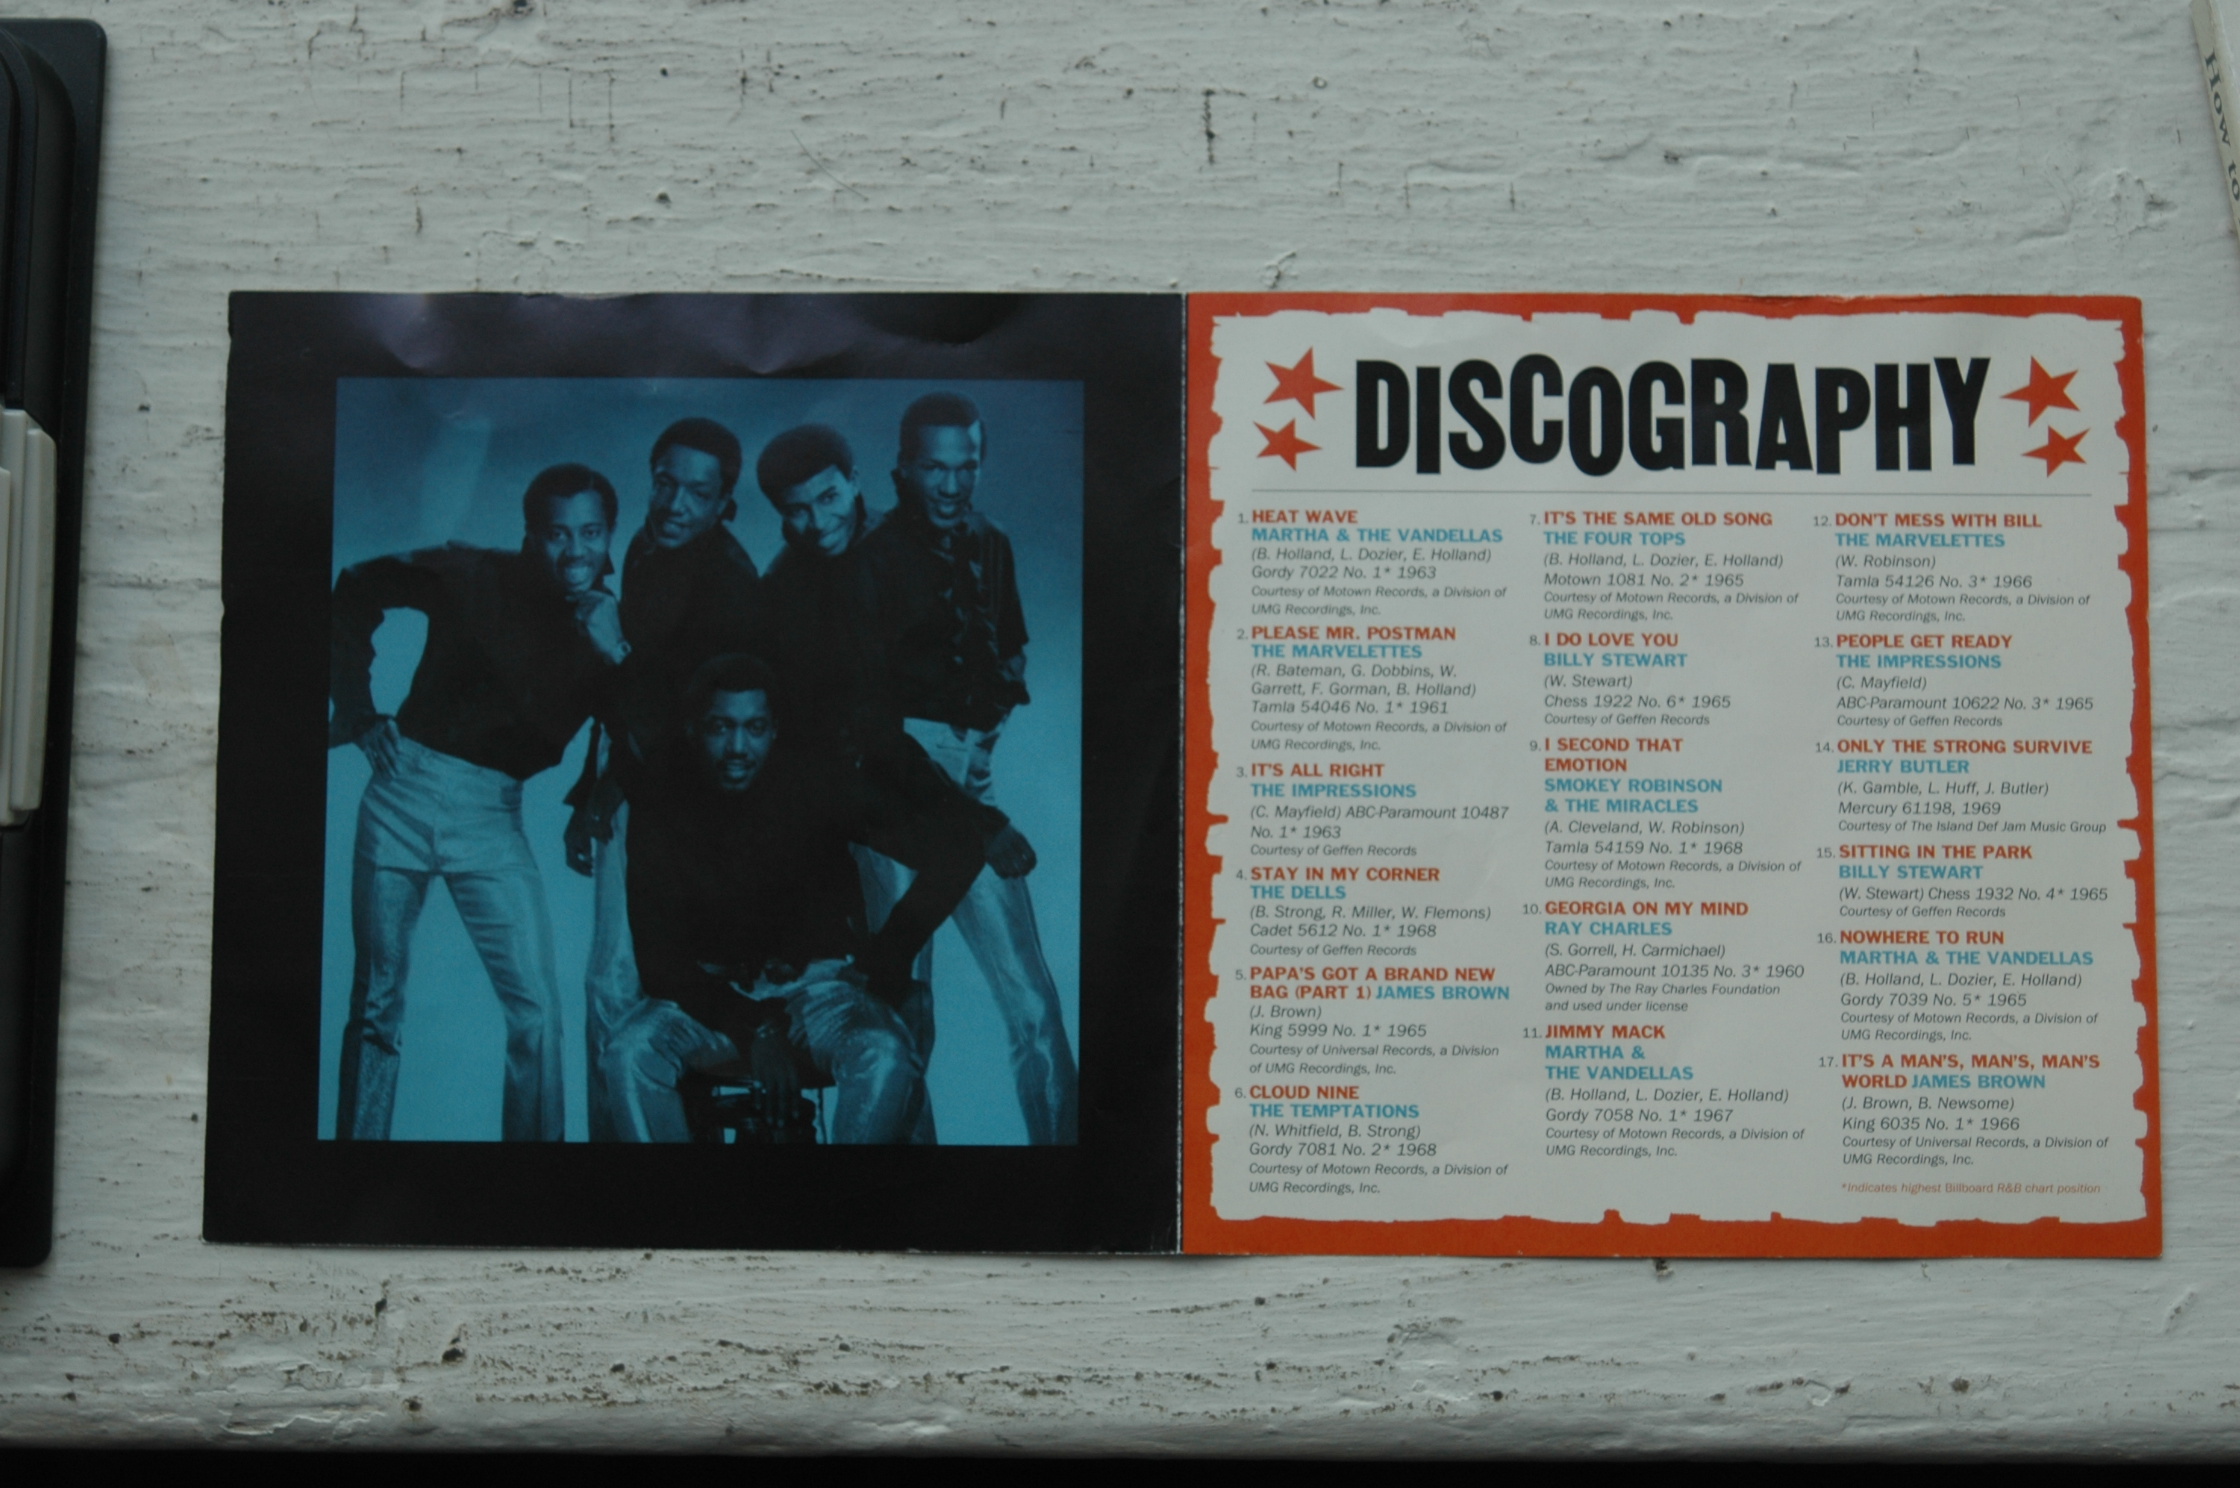 How to
DISCOGRAPHY
1. HEAT WAVE
MARTHA & THE VANDELLAS
(B. Holland, L. Dozier, E. Holland)
Gordy 7022 No. 1* 1963
Courtesy of Motown Records, a Division of
UMG Recordings, Inc.
2. PLEASE MR. POSTMAN
THE MARVELETTES
(R. Bateman, G. Dobbins, W.
Garrett, F. Gorman, B. Holland)
Tamla 54046 No. 1* 1961
Courtesy of Motown Records, a Division of
UMG Recordings, Inc.
3. IT'S ALL RIGHT
THE IMPRESSIONS
(C. Mayfield) ABC-Paramount 10487
No. 1* 1963
Courtesy of Geffen Records
4. STAY IN MY CORNER
THE DELLS
(B. Strong, R. Miller, W. Flemons)
Cadet 5612 No. 1* 1968
Courtesy of Geffen Records
5. PAPA'S GOT A BRAND NEW
BAG (PART 1) JAMES BROWN
(J. Brown)
King 5999 No. 1* 1965
Courtesy of Universal Records, a Division
of UMG Recordings, Inc.
6. CLOUD NINE
THE TEMPTATIONS
(N. Whitfield, B. Strong)
Gordy 7081 No. 2* 1968
Courtesy of Motown Records, a Division of
UMG Recordings, Inc.
7. IT'S THE SAME OLD SONG
THE FOUR TOPS
(B. Holland, L. Dozier, E. Holland)
Motown 1081 No. 2* 1965
Courtesy of Motown Records, a Division of
UMG Recordings, Inc.
8. I DO LOVE YOU
BILLY STEWART
(W. Stewart)
Chess 1922 No. 6* 1965
Courtesy of Geffen Records
9. I SECOND THAT
EMOTION
SMOKEY ROBINSON
& THE MIRACLES
(A. Cleveland, W. Robinson)
Tamla 54159 No. 1* 1968
Courtesy of Motown Records, a Division of
UMG Recordings, Inc.
10. GEORGIA ON MY MIND
RAY CHARLES
(S. Gorrell, H. Carmichael)
ABC-Paramount 10135 No. 3* 1960
Owned by The Ray Charles Foundation
and used under license
11. JIMMY MACK
MARTHA &
THE VANDELLAS
(B. Holland, L. Dozier, E. Holland)
Gordy 7058 No. 1* 1967
Courtesy of Motown Records, a Division of
UMG Recordings, Inc.
12. DON'T MESS WITH BILL
THE MARVELETTES
(W. Robinson)
Tamla 54126 No. 3* 1966
Courtesy of Motown Records, a Division of
UMG Recordings, Inc.
13. PEOPLE GET READY
THE IMPRESSIONS
(C. Mayfield)
ABC-Paramount 10622 No. 3* 1965
Courtesy of Geffen Records
14. ONLY THE STRONG SURVIVE
JERRY BUTLER
(K. Gamble, L. Huff, J. Butler)
Mercury 61198, 1969
Courtesy of The Island Def Jam Music Group
15. SITTING IN THE PARK
BILLY STEWART
(W. Stewart) Chess 1932 No. 4* 1965
Courtesy of Geffen Records
16. NOWHERE TO RUN
MARTHA & THE VANDELLAS
(B. Holland, L. Dozier, E. Holland)
Gordy 7039 No. 5* 1965
Courtesy of Motown Records, a Division of
UMG Recordings, Inc.
17. IT'S A MAN'S, MAN'S, MAN'S
WORLD JAMES BROWN
(J. Brown, B. Newsome)
King 6035 No. 1* 1966
Courtesy of Universal Records, a Division of
UMG Recordings, Inc.
*Indicates highest Billboard R&B chart position